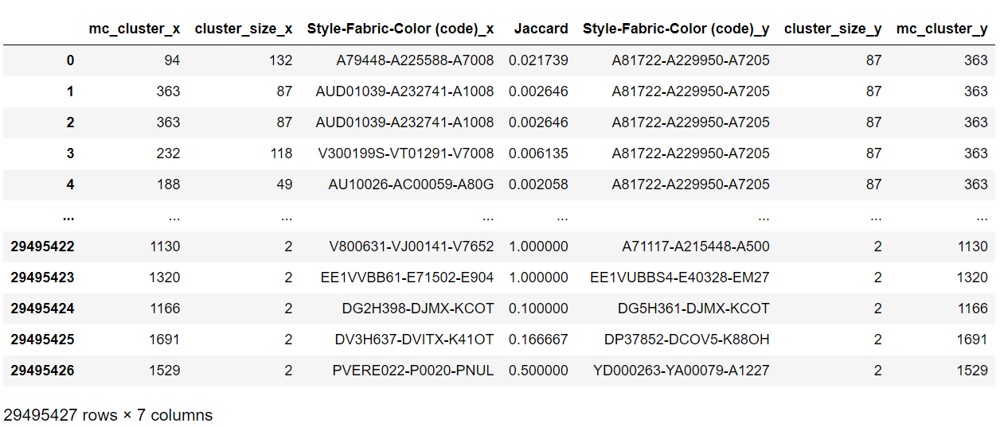 mc_cluster_x cluster_size_x Style-Fabric-Color (code)_x Jaccard Style-Fabric-Color (code)_y cluster_size_y mc_cluster_y
0 94 132 A79448-A225588-A7008 0.021739 A81722-A229950-A7205 87 363
1 363 87 AUD01039-A232741-A1008 0.002646 A81722-A229950-A7205 87 363
2 363 87 AUD01039-A232741-A1008 0.002646 A81722-A229950-A7205 87 363
3 232 118 V300199S-VT01291-V7008 0.006135 A81722-A229950-A7205 87 363
4 188 49 AU10026-AC00059-A80G 0.002058 A81722-A229950-A7205 87 363
... ... ... ... ... ... ... ...
29495422 1130 2 V800631-VJ00141-V7652 1.000000 A71117-A215448-A500 2 1130
29495423 1320 2 EE1VVBB61-E71502-E904 1.000000 EE1VUBBS4-E40328-EM27 2 1320
29495424 1166 2 DG2H398-DJMX-KCOT 0.100000 DG5H361-DJMX-KCOT 2 1166
29495425 1691 2 DV3H637-DVITX-K41OT 0.166667 DP37852-DCOV5-K88OH 2 1691
29495426 1529 2 PVERE022-P0020-PNUL 0.500000 YD000263-YA00079-A1227 2 1529
29495427 rows × 7 columns